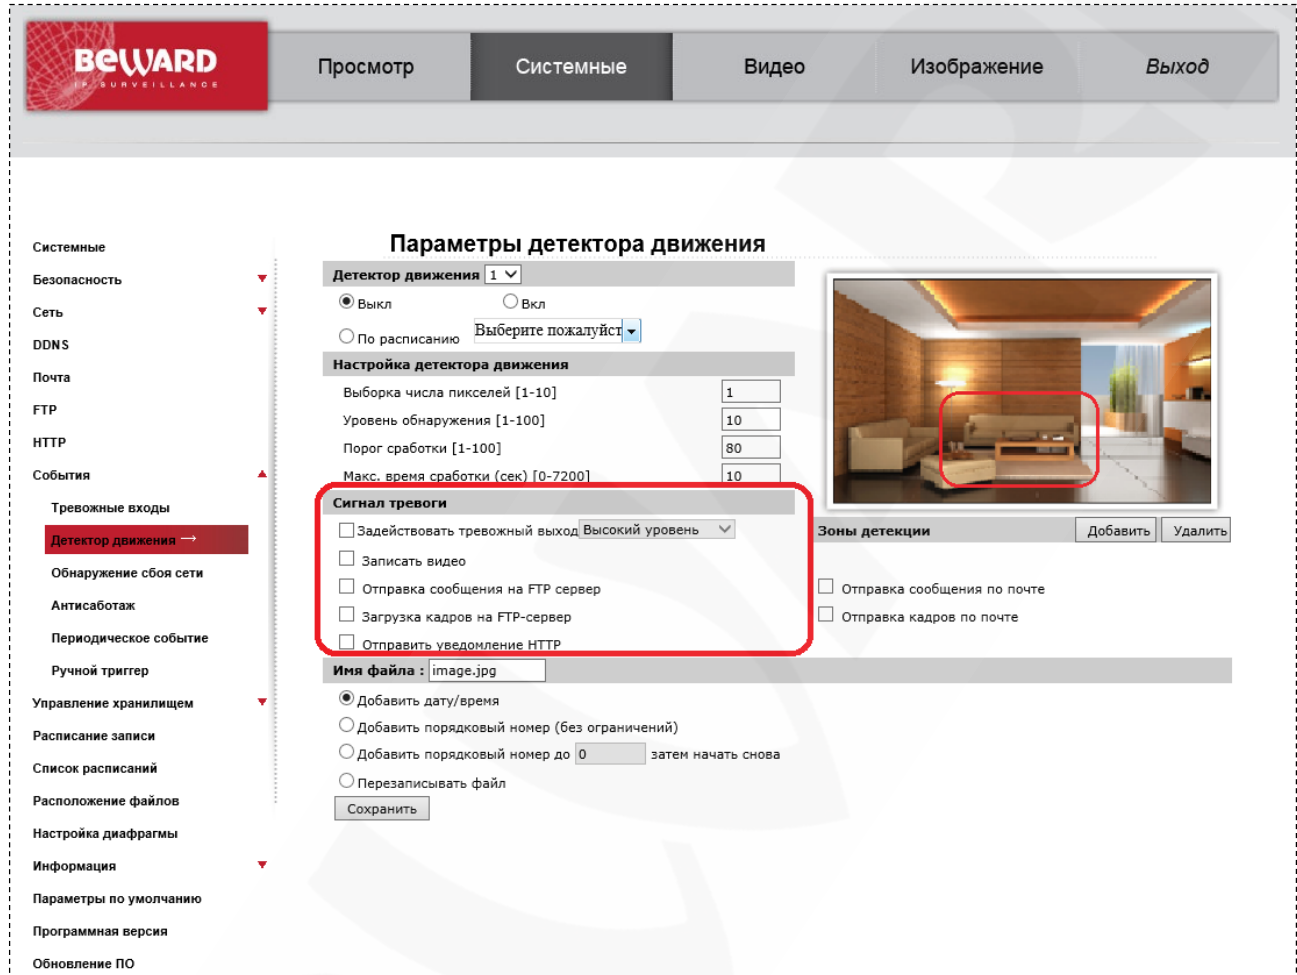 BEWARD
IP SURVEILLANCE
Просмотр
Системные
Видео
Изображение
Выход
Системные
Безопасность
Сеть
DDNS
Почта
FTP
HTTP
События
Тревожные входы
Детектор движения →
Обнаружение сбоя сети
Антисаботаж
Периодическое событие
Ручной триггер
Управление хранилищем
Расписание записи
Список расписаний
Расположение файлов
Настройка диафрагмы
Информация
Параметры по умолчанию
Программная версия
Обновление ПО
Параметры детектора движения
Детектор движения 1
Выкл Вкл
По расписанию Выберите пожалуйст
Настройка детектора движения
Выборка числа пикселей [1-10] 1
Уровень обнаружения [1-100] 10
Порог сработки [1-100] 80
Макс. время сработки (сек) [0-7200] 10
Сигнал тревоги
Задействовать тревожный выход Высокий уровень
Зоны детекции Добавить Удалить
Записать видео
Отправка сообщения на FTP сервер Отправка сообщения по почте
Загрузка кадров на FTP-сервер Отправка кадров по почте
Отправить уведомление HTTP
Имя файла : image.jpg
Добавить дату/время
Добавить порядковый номер (без ограничений)
Добавить порядковый номер до 0 затем начать снова
Перезаписывать файл
Сохранить